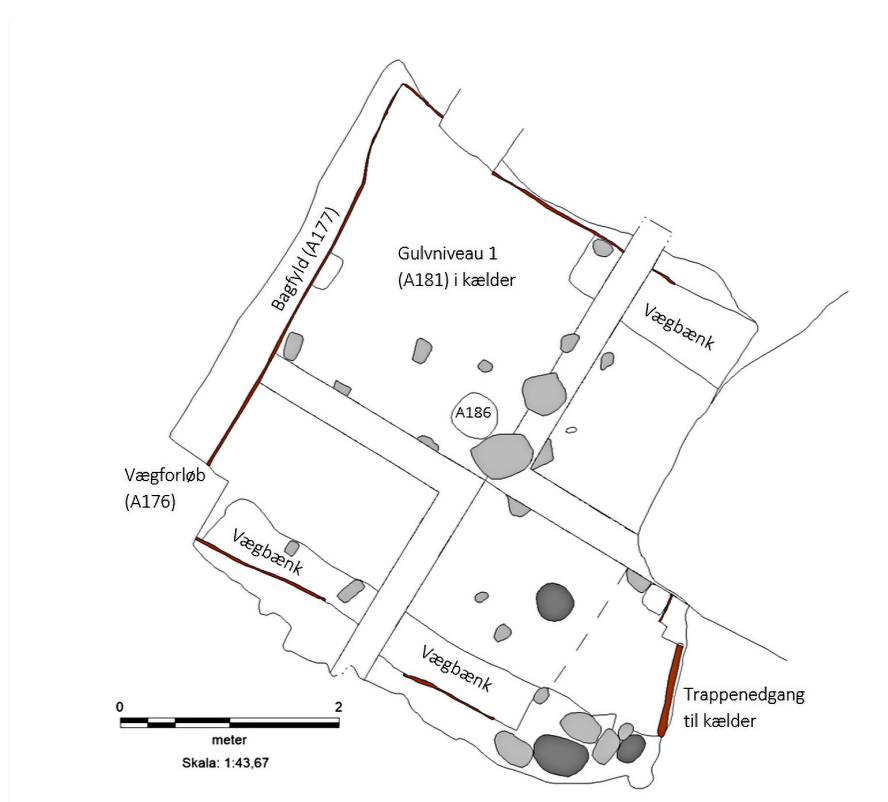 Bagfyld (A177)
Gulvniveau 1
(A181) i kælder
Vægbænk
A186
Vægforløb
(A176)
Vægbænk
Vægbænk
Trappenedgang
til kælder
0 2
meter
Skala: 1:43,67